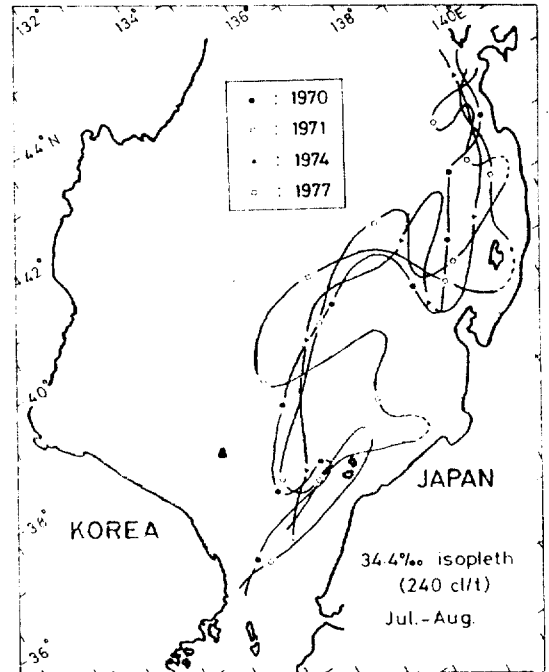 132° 134° 136° 138° 140°E
• : 1970
○ : 1971
44°N
• : 1974
○ : 1977
42°
40°
JAPAN
38°
KOREA
34.4‰ isopleth
(240 cl/t)
Jul.-Aug.
36°